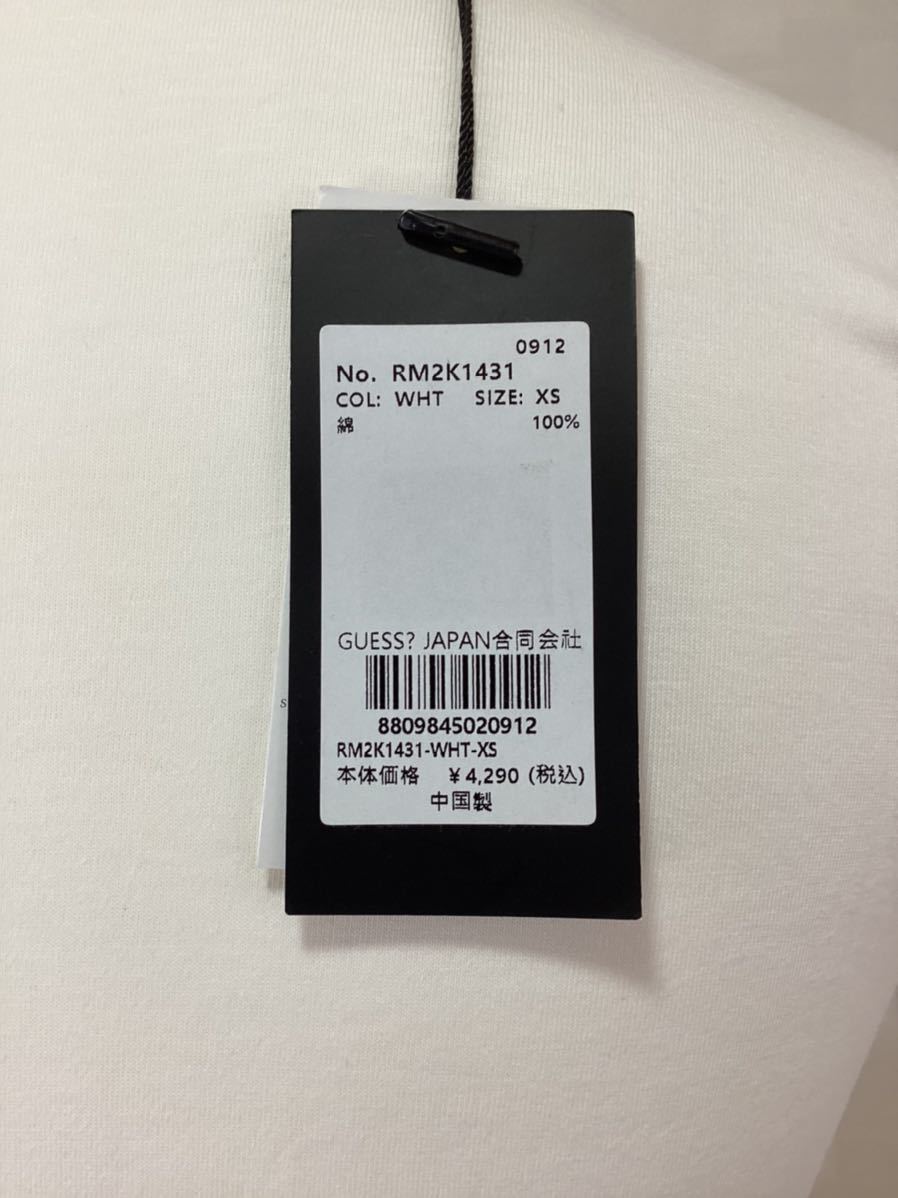 0912
No. RM2K1431
COL: WHT SIZE: XS
綿 100%
GUESS? JAPAN合同会社
8809845020912
RM2K1431-WHT-XS
本体価格 ¥4,290 (税込)
中国製
s